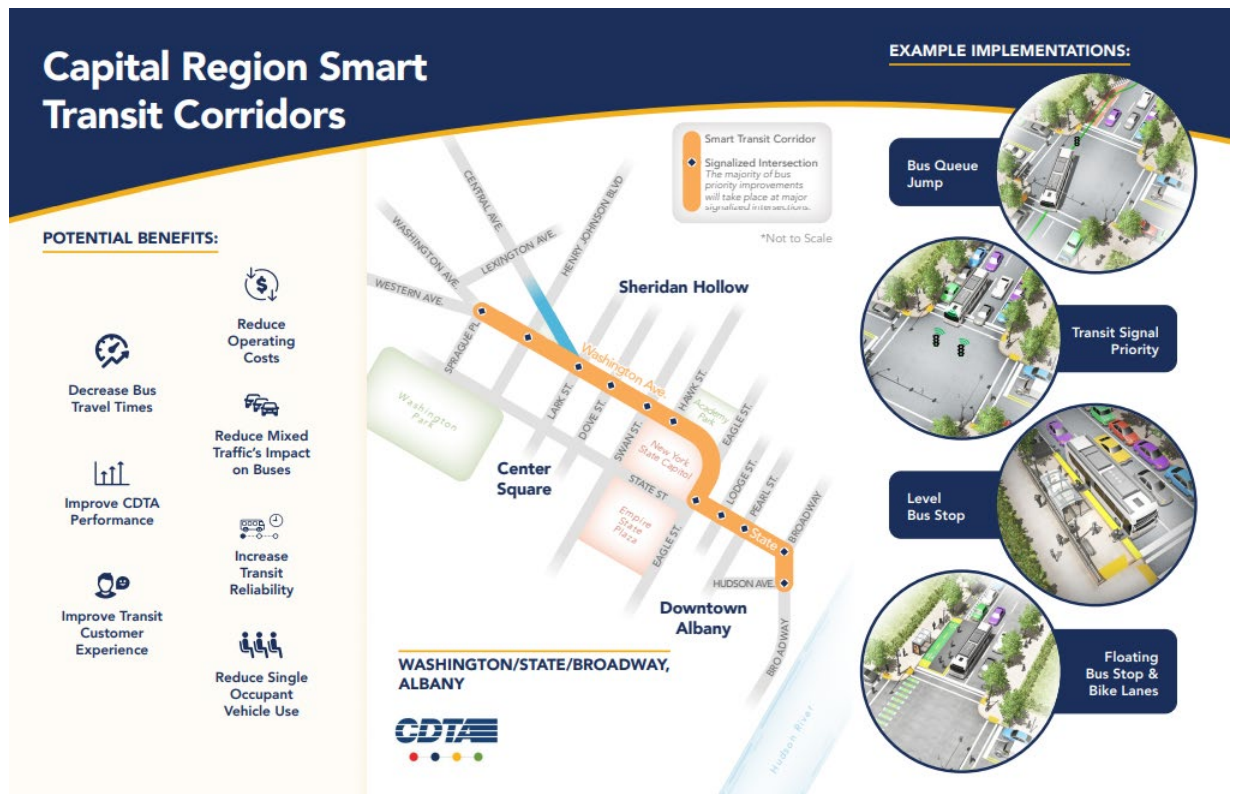 Capital Region Smart
Transit Corridors
POTENTIAL BENEFITS:
Decrease Bus
Travel Times
Improve CDTA
Performance
Improve Transit
Customer
Experience
Reduce
Operating
Costs
Reduce Mixed
Traffic's Impact
on Buses
Increase
Transit
Reliability
Reduce Single
Occupant
Vehicle Use
Smart Transit Corridor
Signalized Intersection
The majority of bus
priority improvements
will take place at major
signalized intersections.
*Not to Scale
CENTRAL AVE.
WASHINGTON AVE.
LEXINGTON AVE.
HENRY JOHNSON BLVD
WESTERN AVE.
SPRAGUE PL.
Sheridan Hollow
Washington Ave.
Washington
Park
LARK ST.
DOVE ST.
SWAN ST.
HAWK ST.
Academy
Park
EAGLE ST.
New York
State Capitol
Center
Square
STATE ST
LODGE ST.
PEARL ST.
BROADWAY
State
Empire
State
Plaza
EAGLE ST.
HUDSON AVE.
Downtown
Albany
BROADWAY
Hudson River
WASHINGTON/STATE/BROADWAY,
ALBANY
CDTA
EXAMPLE IMPLEMENTATIONS:
Bus Queue
Jump
Transit Signal
Priority
Level
Bus Stop
Floating
Bus Stop &
Bike Lanes